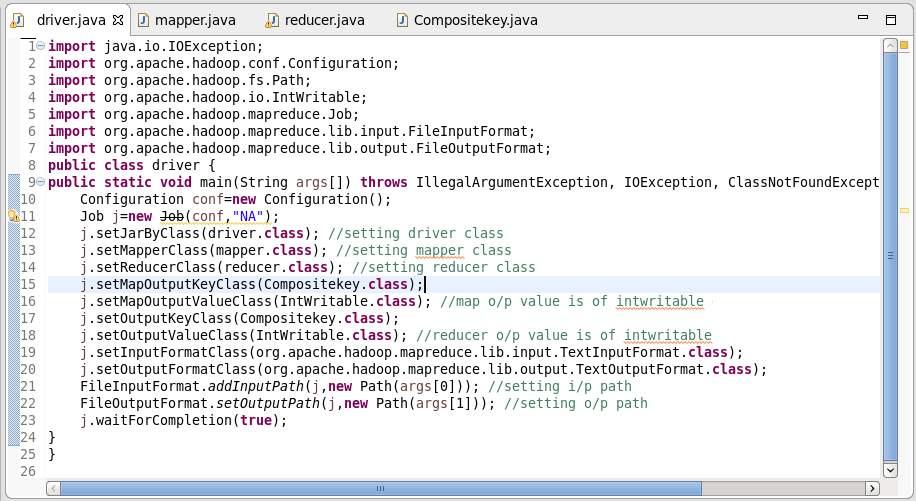 driver.java mapper.java reducer.java Compositekey.java
1 import java.io.IOException;
2 import org.apache.hadoop.conf.Configuration;
3 import org.apache.hadoop.fs.Path;
4 import org.apache.hadoop.io.IntWritable;
5 import org.apache.hadoop.mapreduce.Job;
6 import org.apache.hadoop.mapreduce.lib.input.FileInputFormat;
7 import org.apache.hadoop.mapreduce.lib.output.FileOutputFormat;
8 public class driver {
9 public static void main(String args[]) throws IllegalArgumentException, IOException, ClassNotFoundExcept
10 Configuration conf=new Configuration();
11 Job j=new Job(conf,"NA");
12 j.setJarByClass(driver.class); //setting driver class
13 j.setMapperClass(mapper.class); //setting mapper class
14 j.setReducerClass(reducer.class); //setting reducer class
15 j.setMapOutputKeyClass(Compositekey.class);
16 j.setMapOutputValueClass(IntWritable.class); //map o/p value is of intwritable
17 j.setOutputKeyClass(Compositekey.class);
18 j.setOutputValueClass(IntWritable.class); //reducer o/p value is of intwritable
19 j.setInputFormatClass(org.apache.hadoop.mapreduce.lib.input.TextInputFormat.class);
20 j.setOutputFormatClass(org.apache.hadoop.mapreduce.lib.output.TextOutputFormat.class);
21 FileInputFormat.addInputPath(j,new Path(args[0])); //setting i/p path
22 FileOutputFormat.setOutputPath(j,new Path(args[1])); //setting o/p path
23 j.waitForCompletion(true);
24 }
25 }
26